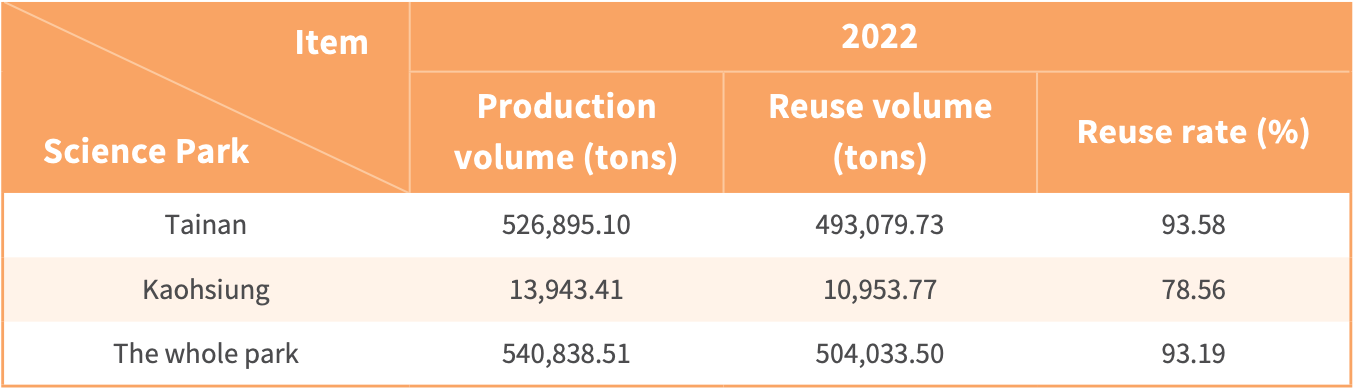 Item
2022
Science Park
Production
volume (tons)
Reuse volume
(tons)
Reuse rate (%)
Tainan 526,895.10 493,079.73 93.58
Kaohsiung 13,943.41 10,953.77 78.56
The whole park 540,838.51 504,033.50 93.19